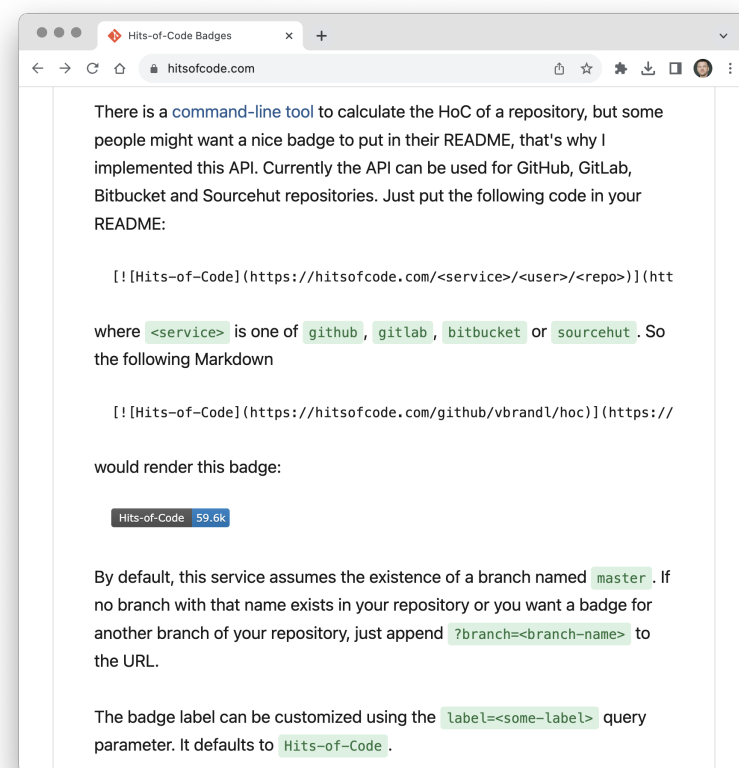 Hits-of-Code Badges
hitsofcode.com
There is a command-line tool to calculate the HoC of a repository, but some
people might want a nice badge to put in their README, that's why I
implemented this API. Currently the API can be used for GitHub, GitLab,
Bitbucket and Sourcehut repositories. Just put the following code in your
README:
[![Hits-of-Code](https://hitsofcode.com/<service>/<user>/<repo>)](htt
where <service> is one of github, gitlab, bitbucket or sourcehut. So
the following Markdown
[![Hits-of-Code](https://hitsofcode.com/github/vbrandl/hoc)](https://
would render this badge:
Hits-of-Code 59.6k
By default, this service assumes the existence of a branch named master. If
no branch with that name exists in your repository or you want a badge for
another branch of your repository, just append ?branch=<branch-name> to
the URL.
The badge label can be customized using the label=<some-label> query
parameter. It defaults to Hits-of-Code.